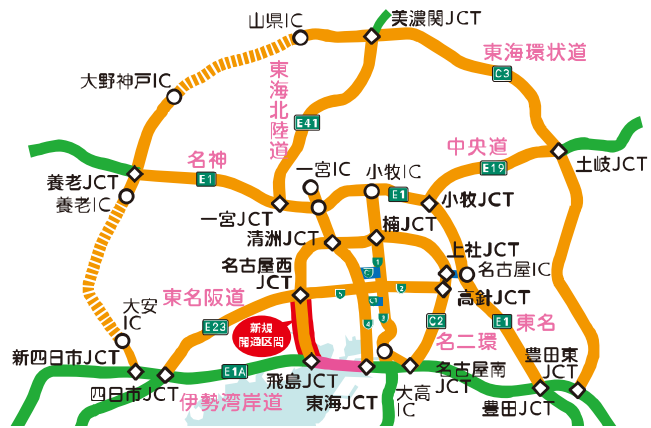 山県IC
美濃関JCT
東海環状道
C3
大野神戸IC
東海北陸道
E41
名神
E1
養老JCT
養老IC
一宮IC
小牧IC
E1
中央道
E19
土岐JCT
一宮JCT
小牧JCT
清洲JCT
楠JCT
名古屋西
JCT
上社JCT
名古屋IC
高針JCT
東名阪道
E23
新規
開通区間
1
2
3
4
5
C2
名二環
E1
東名
大安
IC
新四日市JCT
四日市JCT
E1A
伊勢湾岸道
飛島JCT
東海JCT
大高
IC
名古屋南
JCT
豊田東
JCT
豊田JCT